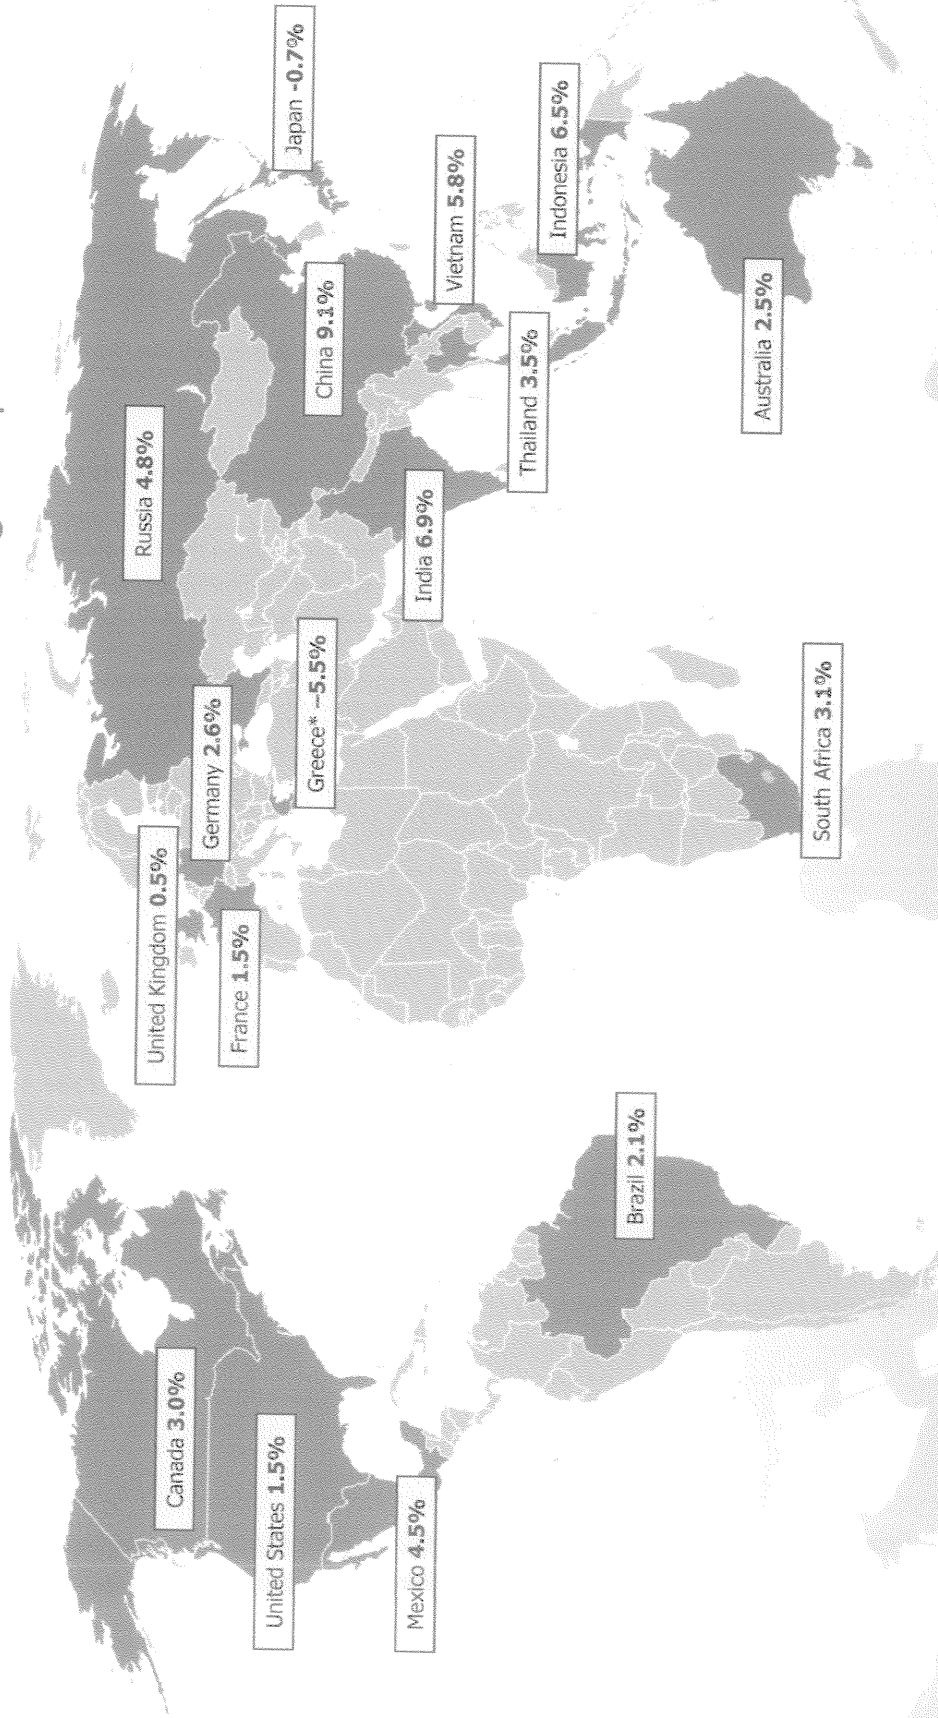 Canada 3.0%
United States 1.5%
Mexico 4.5%
Brazil 2.1%
United Kingdom 0.5%
France 1.5%
Germany 2.6%
Greece* –5.5%
South Africa 3.1%
Russia 4.8%
India 6.9%
China 9.1%
Thailand 3.5%
Vietnam 5.8%
Japan -0.7%
Indonesia 6.5%
Australia 2.5%